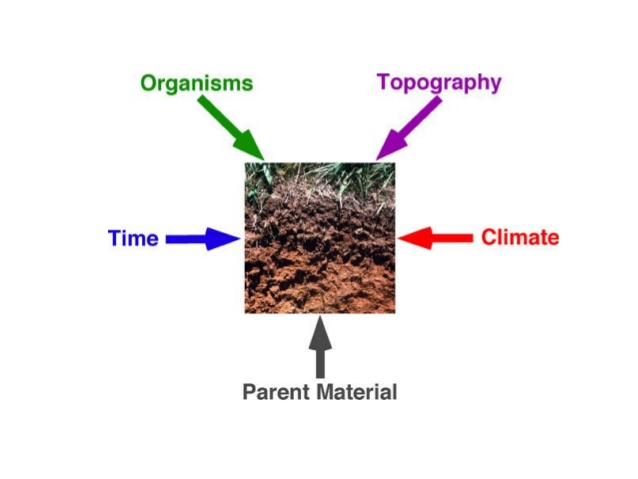 Organisms
Topography
Time
Climate
Parent Material